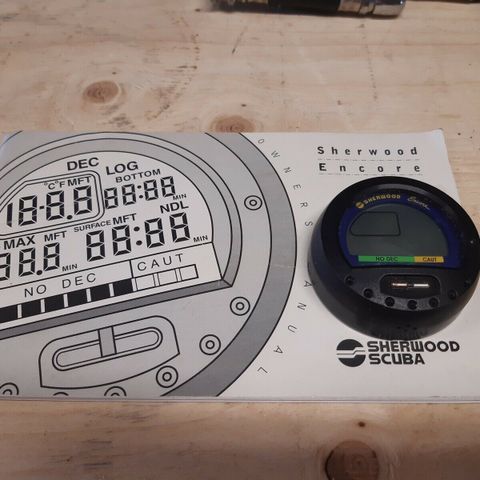 Sherwood
Encore
OWNERS MANUAL
DEC
LOG
°C°F MFT
BOTTOM
18:8.8
88:88
MIN
MAX MFT
SURFACE MFT
NDL
38.8 MIN
88:88 MIN
NO DEC
CAUT
SHERWOOD Encore
NO DEC
CAUT
SHERWOOD
SCUBA